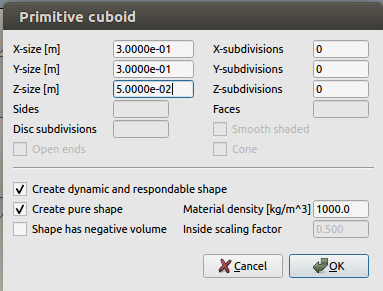 Primitive cuboid
X-size [m] 3.0000e-01 X-subdivisions 0
Y-size [m] 3.0000e-01 Y-subdivisions 0
Z-size [m] 5.0000e-02 Z-subdivisions 0
Sides Faces
Disc subdivisions Smooth shaded
Open ends Cone
Create dynamic and respondable shape
Create pure shape Material density [kg/m^3] 1000.0
Shape has negative volume Inside scaling factor 0.500
Cancel OK